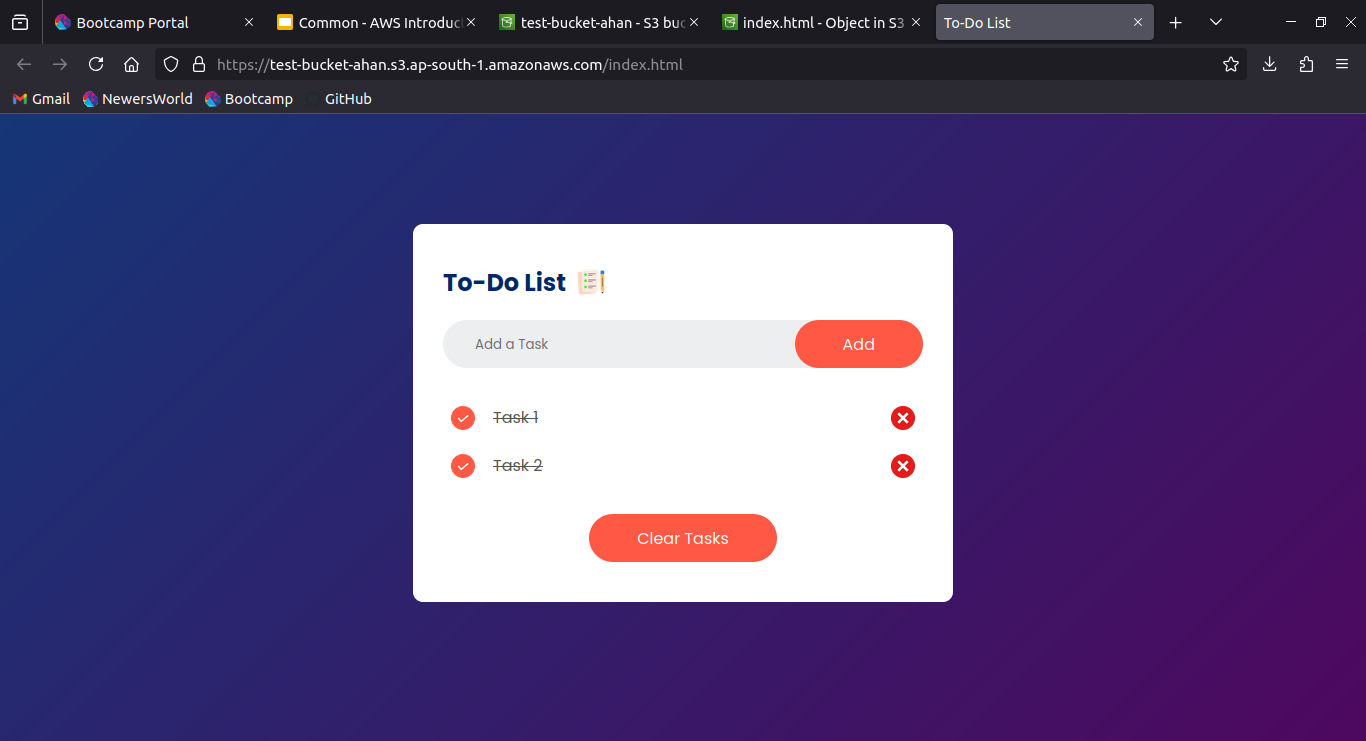 Bootcamp Portal
Common - AWS Introduc
test-bucket-ahan - S3 buc
index.html - Object in S3
To-Do List
https://test-bucket-ahan.s3.ap-south-1.amazonaws.com/index.html
Gmail
NewersWorld
Bootcamp
GitHub
To-Do List
Add a Task
Add
Task 1
Task 2
Clear Tasks